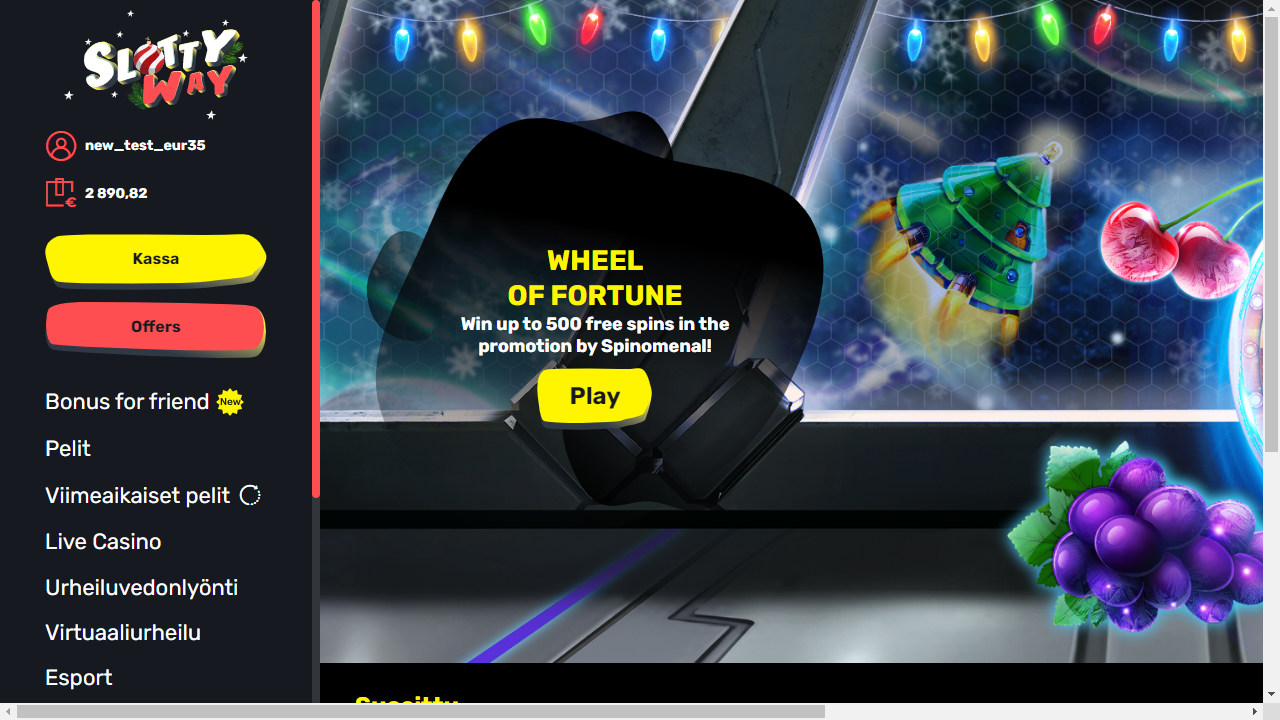 SLOTTY
WAY
new_test_eur35
2 890,82
Kassa
Offers
Bonus for friend New
Pelit
Viimeaikaiset pelit
Live Casino
Urheiluvedonlyönti
Virtuaaliurheilu
Esport
WHEEL
OF FORTUNE
Win up to 500 free spins in the
promotion by Spinomenal!
Play